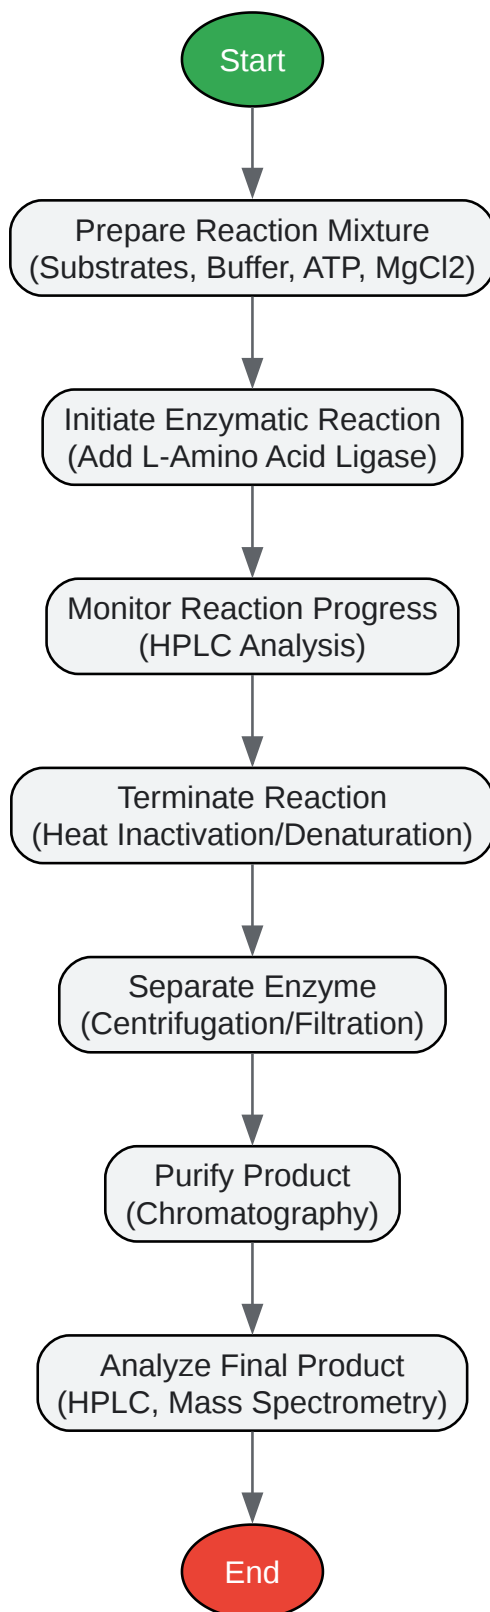 Start
Prepare Reaction Mixture
(Substrates, Buffer, ATP, MgCl2)
Initiate Enzymatic Reaction
(Add L-Amino Acid Ligase)
Monitor Reaction Progress
(HPLC Analysis)
Terminate Reaction
(Heat Inactivation/Denaturation)
Separate Enzyme
(Centrifugation/Filtration)
Purify Product
(Chromatography)
Analyze Final Product
(HPLC, Mass Spectrometry)
End